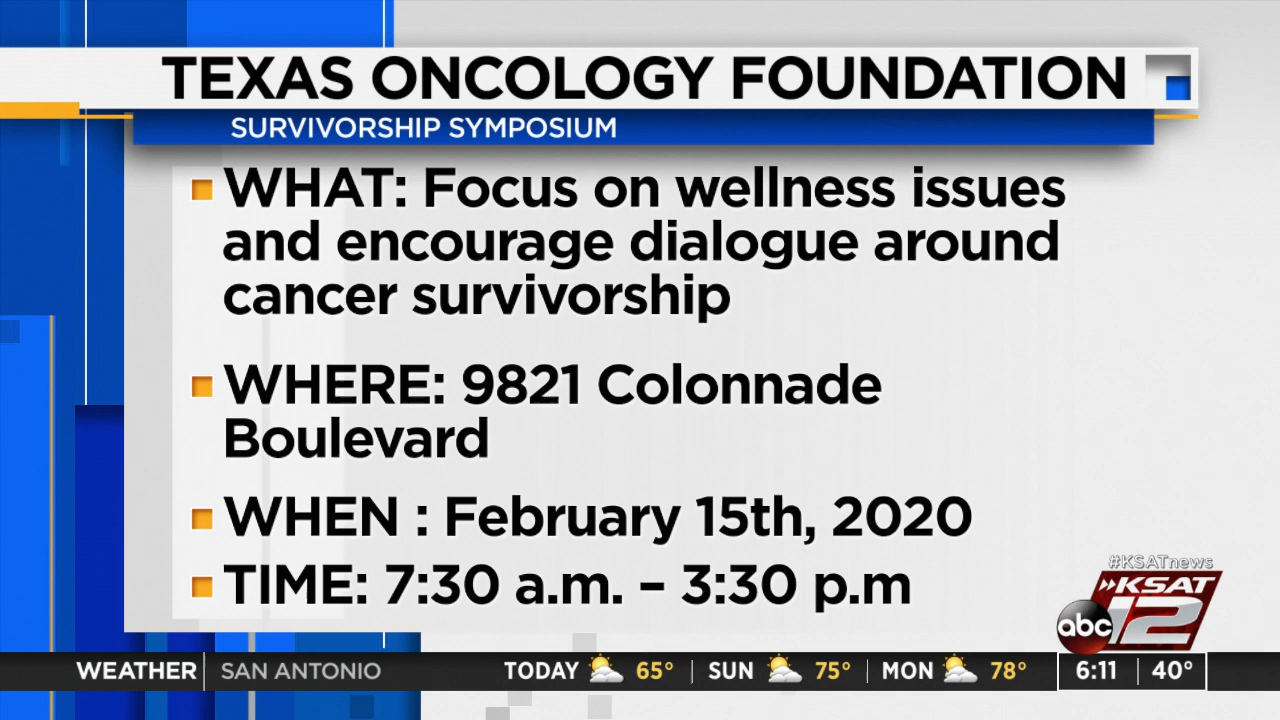 TEXAS ONCOLOGY FOUNDATION
SURVIVORSHIP SYMPOSIUM
WHAT: Focus on wellness issues
and encourage dialogue around
cancer survivorship
WHERE: 9821 Colonnade
Boulevard
WHEN : February 15th, 2020
TIME: 7:30 a.m. – 3:30 p.m
#KSATnews
KSAT
abc 12
WEATHER SAN ANTONIO TODAY 65° SUN 75° MON 78° 6:11 40°